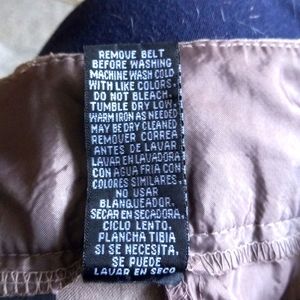 REMOVE BELT
BEFORE WASHING
MACHINE WASH COLD
WITH LIKE COLORS.
DO NOT BLEACH.
TUMBLE DRY LOW.
WARM IRON AS NEEDED
MAY BE DRY CLEANED
REMOVER CORREA
ANTES DE LAVAR
LAVAR EN LAVADORA
CON AGUA FRIA CON
COLORES SIMILARES.
NO USAR
BLANQUEADOR.
SECAR EN SECADORA,
CICLO LENTO,
PLANCHA TIBIA
SI SE NECESITA,
SE PUEDE
LAVAR EN SECO